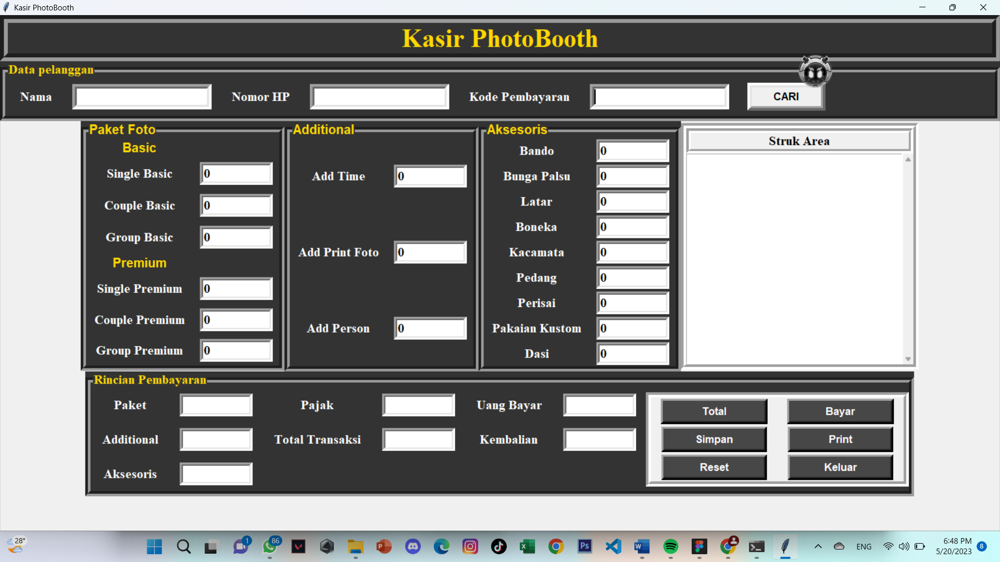 Kasir PhotoBooth
Kasir PhotoBooth
Data pelanggan
Nama
Nomor HP
Kode Pembayaran
CARI
Paket Foto
Basic
Single Basic 0
Couple Basic 0
Group Basic 0
Premium
Single Premium 0
Couple Premium 0
Group Premium 0
Additional
Add Time 0
Add Print Foto 0
Add Person 0
Aksesoris
Bando 0
Bunga Palsu 0
Latar 0
Boneka 0
Kacamata 0
Pedang 0
Perisai 0
Pakaian Kustom 0
Dasi 0
Struk Area
Rincian Pembayaran
Paket
Pajak
Uang Bayar
Additional
Total Transaksi
Kembalian
Aksesoris
Total
Bayar
Simpan
Print
Reset
Keluar
28°
1
86
P
X
Ps
W
ENG
6:48 PM
5/20/2023
8